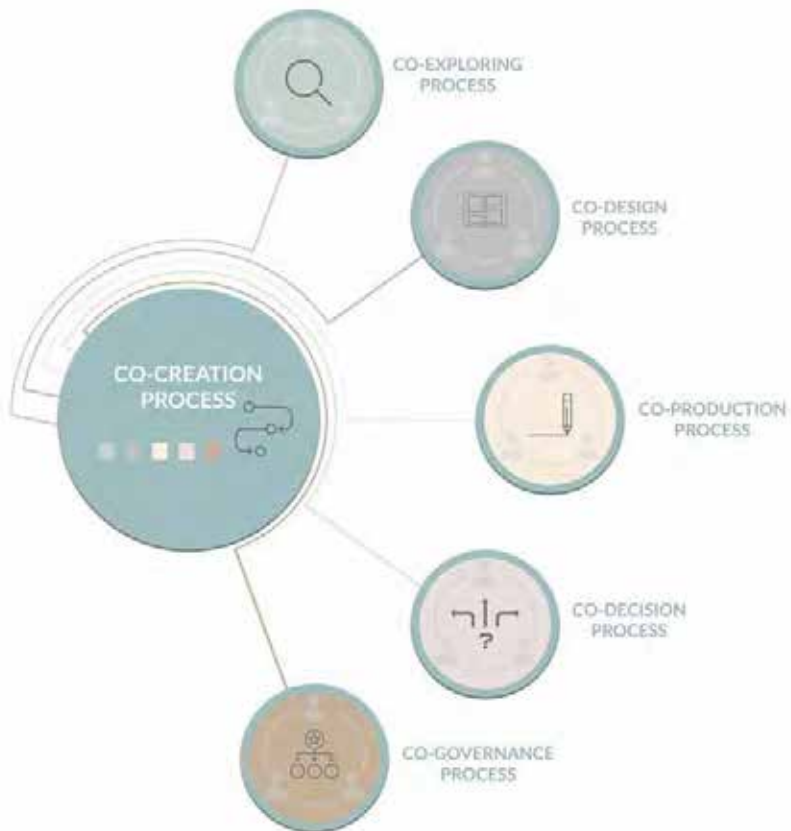 CO-EXPLORING
PROCESS
CO-DESIGN
PROCESS
CO-CREATION
PROCESS
CO-PRODUCTION
PROCESS
?
CO-DECISION
PROCESS
CO-GOVERNANCE
PROCESS